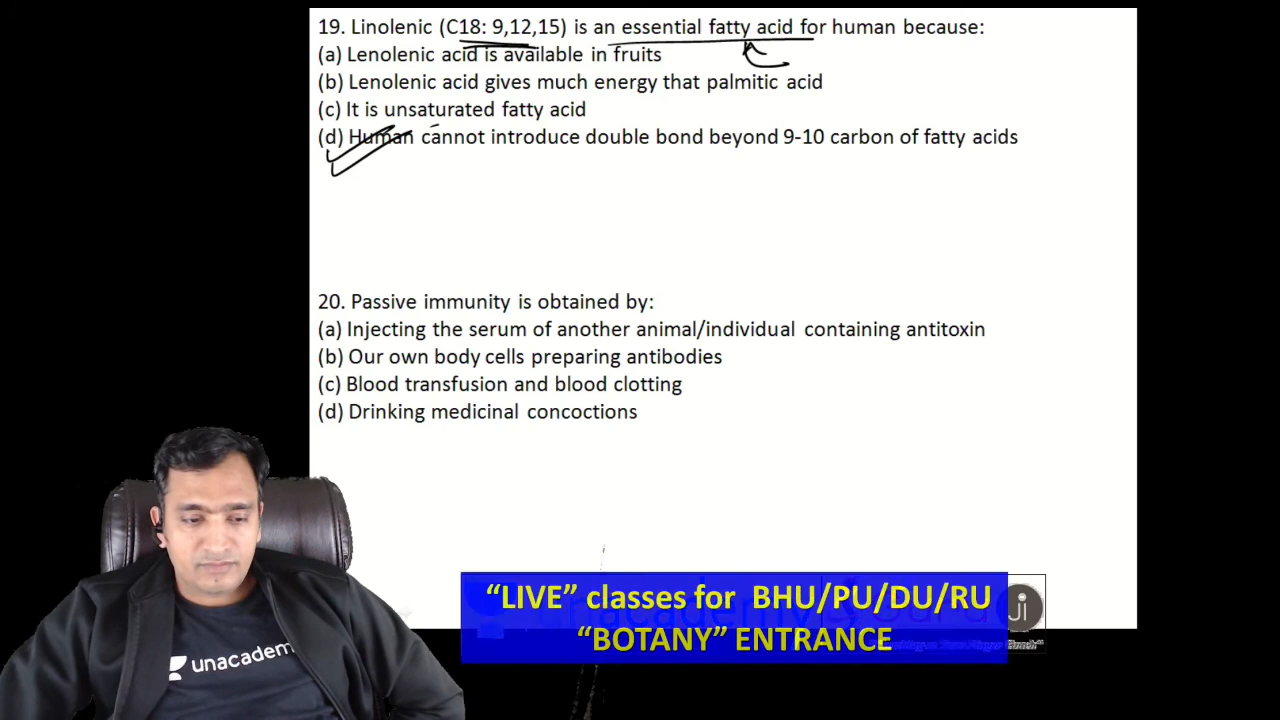 19. Linolenic (C18: 9,12,15) is an essential fatty acid for human because:
(a) Lenolenic acid is available in fruits
(b) Lenolenic acid gives much energy that palmitic acid
(c) It is unsaturated fatty acid
(d) Human cannot introduce double bond beyond 9-10 carbon of fatty acids
20. Passive immunity is obtained by:
(a) Injecting the serum of another animal/individual containing antitoxin
(b) Our own body cells preparing antibodies
(c) Blood transfusion and blood clotting
(d) Drinking medicinal concoctions
“LIVE” classes for BHU/PU/DU/RU
“BOTANY” ENTRANCE
Ji
unacadem